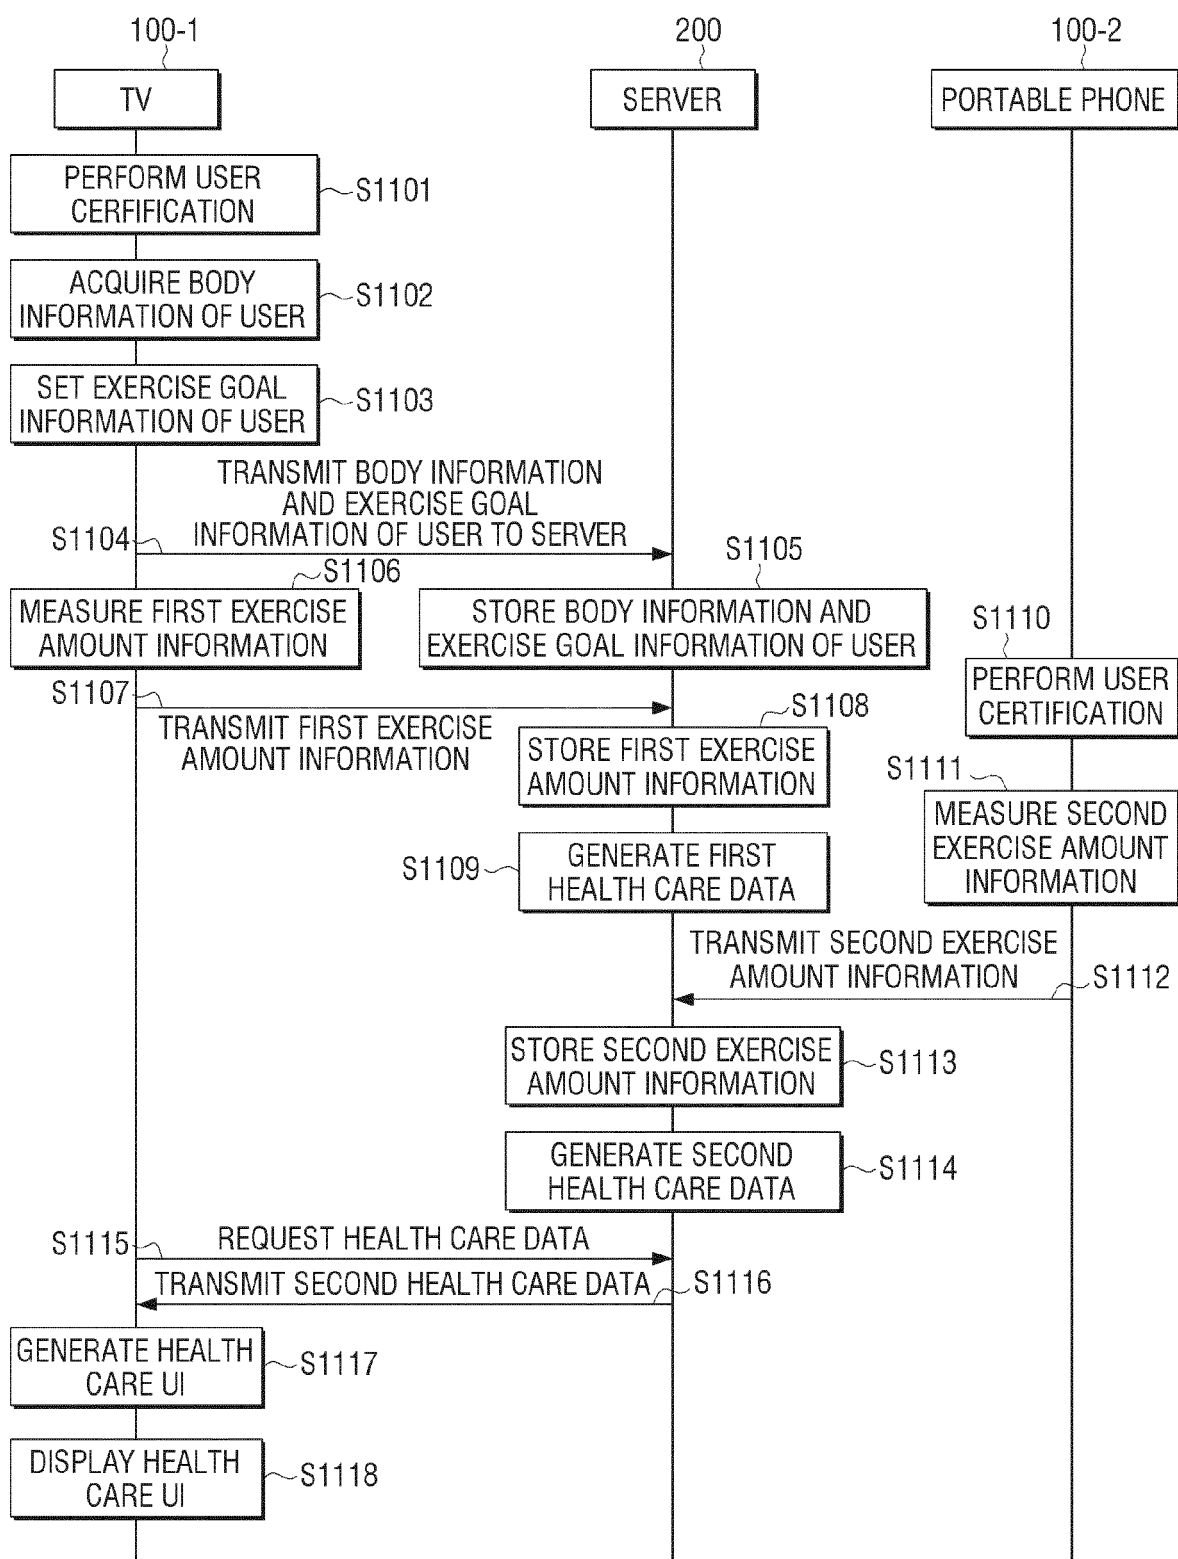 100-1
200
100-2
TV
SERVER
PORTABLE PHONE
PERFORM USER
CERFIFICATION
S1101
ACQUIRE BODY
INFORMATION OF USER
S1102
SET EXERCISE GOAL
INFORMATION OF USER
S1103
TRANSMIT BODY INFORMATION
AND EXERCISE GOAL
INFORMATION OF USER TO SERVER
S1104
S1106
MEASURE FIRST EXERCISE
AMOUNT INFORMATION
S1105
STORE BODY INFORMATION AND
EXERCISE GOAL INFORMATION OF USER
S1110
PERFORM USER
CERTIFICATION
S1107
TRANSMIT FIRST EXERCISE
AMOUNT INFORMATION
S1108
STORE FIRST EXERCISE
AMOUNT INFORMATION
S1111
MEASURE SECOND
EXERCISE AMOUNT
INFORMATION
S1109
GENERATE FIRST
HEALTH CARE DATA
TRANSMIT SECOND EXERCISE
AMOUNT INFORMATION
S1112
STORE SECOND EXERCISE
AMOUNT INFORMATION
S1113
GENERATE SECOND
HEALTH CARE DATA
S1114
S1115
REQUEST HEALTH CARE DATA
TRANSMIT SECOND HEALTH CARE DATA
S1116
GENERATE HEALTH
CARE UI
S1117
DISPLAY HEALTH
CARE UI
S1118